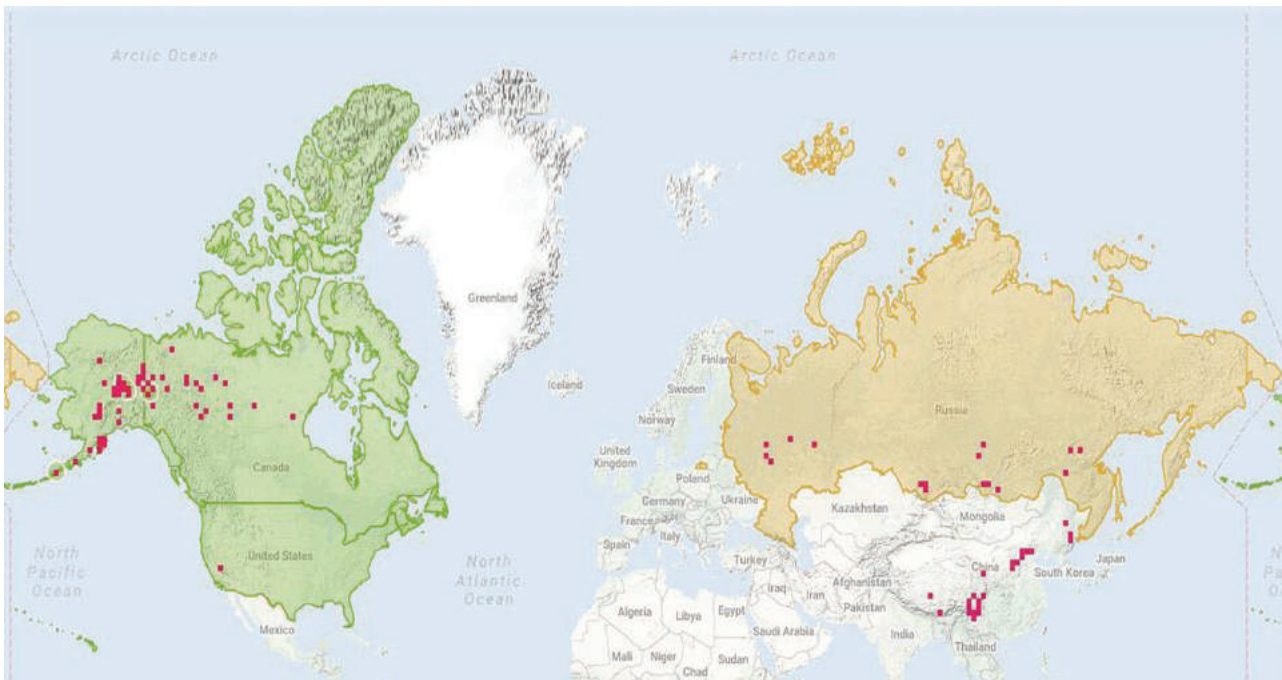 Arctic Ocean
Arctic Ocean
Greenland
Iceland
Finland
Sweden
Norway
Russia
United
Kingdom
Canada
Poland
Germany
Ukraine
France
Kazakhstan
Mongolia
Italy
Spain
Turkey
United States
North
Pacific
Ocean
North
Atlantic
Ocean
China
South Korea
Japan
Afghanistan
Iraq
Iran
Pakistan
Algeria
Libya
Egypt
Saudi Arabia
India
Mexico
Mali
Niger
Sudan
Chad
Thailand